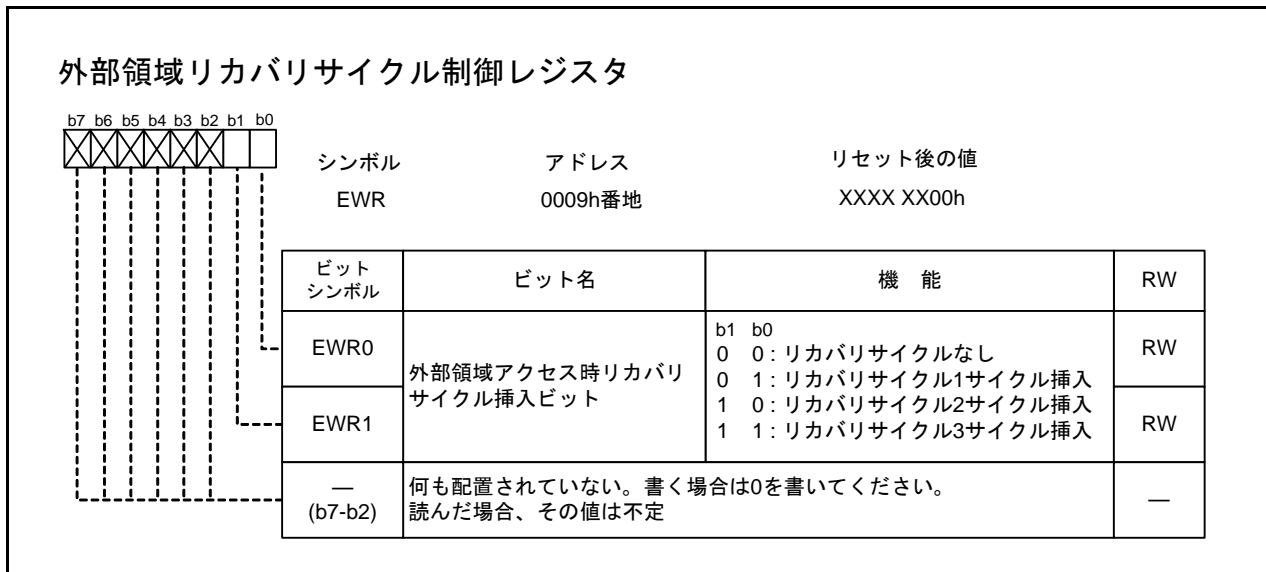 外部領域リカバリサイクル制御レジスタ
b7 b6 b5 b4 b3 b2 b1 b0
シンボル アドレス リセット後の値
EWR 0009h番地 XXXX XX00h
ビット
シンボル
ビット名
機 能
RW
EWR0
外部領域アクセス時リカバリ
サイクル挿入ビット
b1 b0
0 0 : リカバリサイクルなし
0 1 : リカバリサイクル1サイクル挿入
1 0 : リカバリサイクル2サイクル挿入
1 1 : リカバリサイクル3サイクル挿入
RW
EWR1
RW
—
(b7-b2)
何も配置されていない。書く場合は0を書いてください。
読んだ場合、その値は不定
—